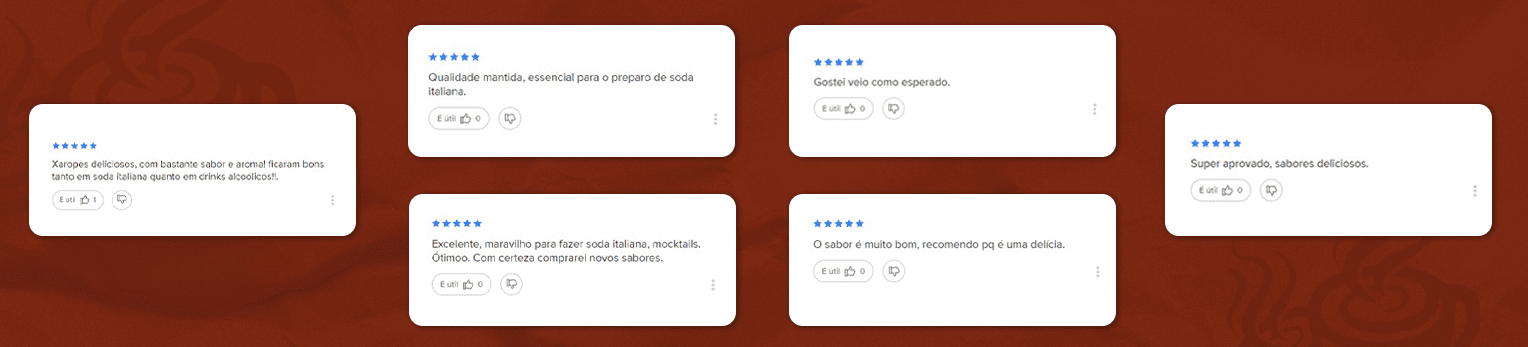 Xaropes deliciosos, com bastante sabor e aroma! ficaram bons
tanto em soda italiana quanto em drinks alcoólicos!!.
É útil 1
Qualidade mantida, essencial para o preparo de soda
italiana.
É útil 0
Excelente, maravilho para fazer soda italiana, mocktails.
Ótimoo. Com certeza comprarei novos sabores.
É útil 0
Gostei veio como esperado.
É útil 0
O sabor é muito bom, recomendo pq é uma delícia.
É útil 0
Super aprovado, sabores deliciosos.
É útil 0